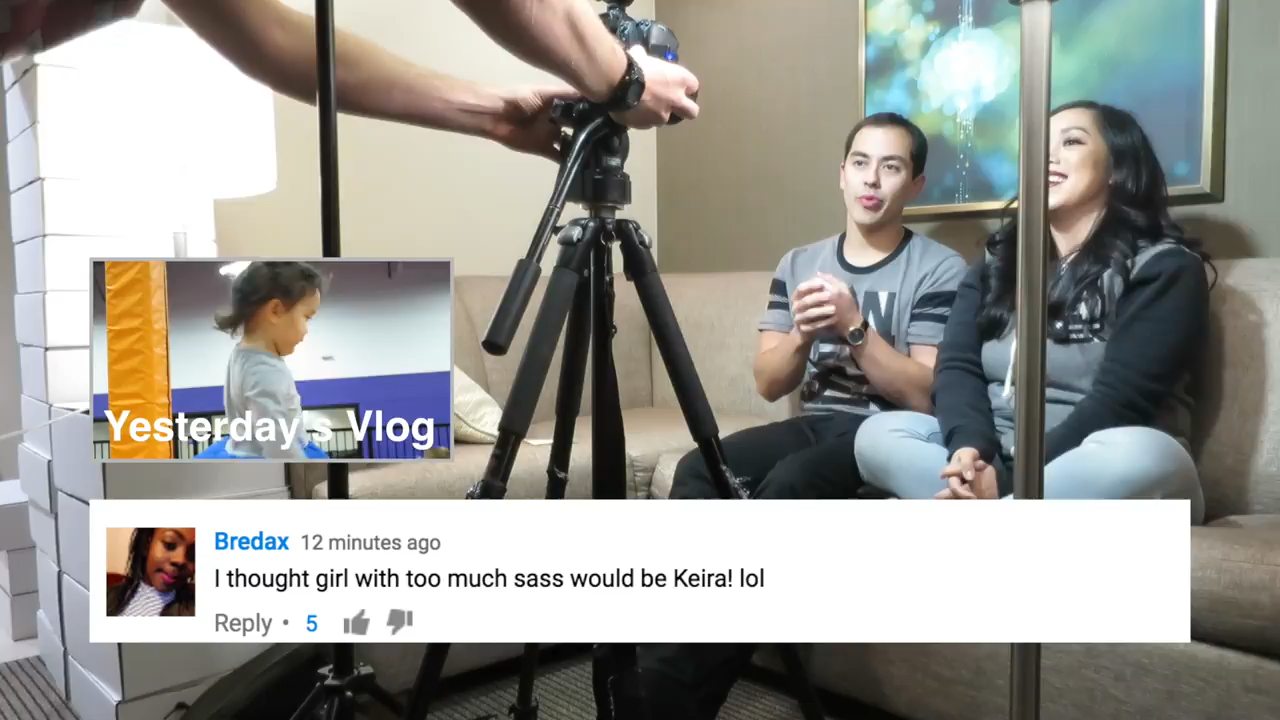 Yesterday's Vlog
Bredax 12 minutes ago
I thought girl with too much sass would be Keira! lol
Reply • 5